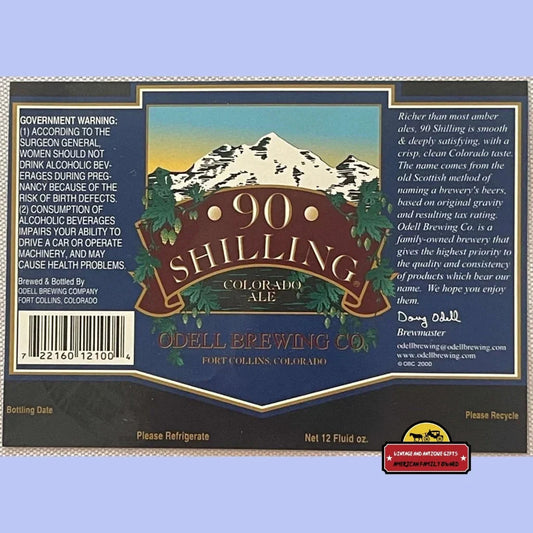 GOVERNMENT WARNING:
(1) ACCORDING TO THE
SURGEON GENERAL,
WOMEN SHOULD NOT
DRINK ALCOHOLIC BEV-
ERAGES DURING PREG-
NANCY BECAUSE OF THE
RISK OF BIRTH DEFECTS.
(2) CONSUMPTION OF
ALCOHOLIC BEVERAGES
IMPAIRS YOUR ABILITY TO
DRIVE A CAR OR OPERATE
MACHINERY, AND MAY
CAUSE HEALTH PROBLEMS.
Brewed & Bottled By
ODELL BREWING COMPANY
FORT COLLINS, COLORADO
7 22160 12100 4
Bottling Date
· 90 ·
SHILLING®
COLORADO
ALE
ODELL BREWING CO.
FORT COLLINS, COLORADO
Please Refrigerate
Net 12 Fluid oz.
Richer than most amber
ales, 90 Shilling is smooth
& deeply satisfying, with a
crisp, clean Colorado taste.
The name comes from the
old Scottish method of
naming a brewery's beers,
based on original gravity
and resulting tax rating.
Odell Brewing Co. is a
family-owned brewery that
gives the highest priority to
the quality and consistency
of products which bear our
name. We hope you enjoy
them.
Doug Odell
Brewmaster
odellbrewing@odellbrewing.com
www.odellbrewing.com
© OBC 2000
Please Recycle
VINTAGE AND ANTIQUE GIFTS
AMERICAN FAMILY OWNED